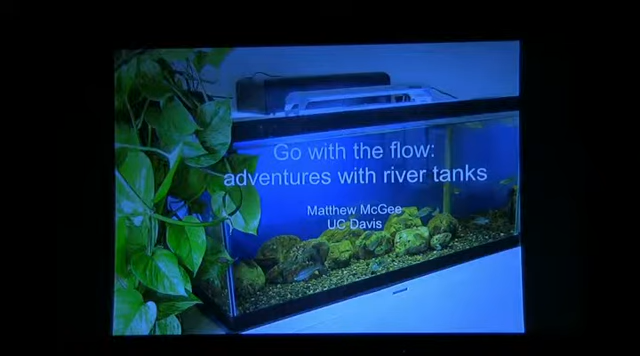 Go with the flow:
adventures with river tanks
Matthew McGee
UC Davis